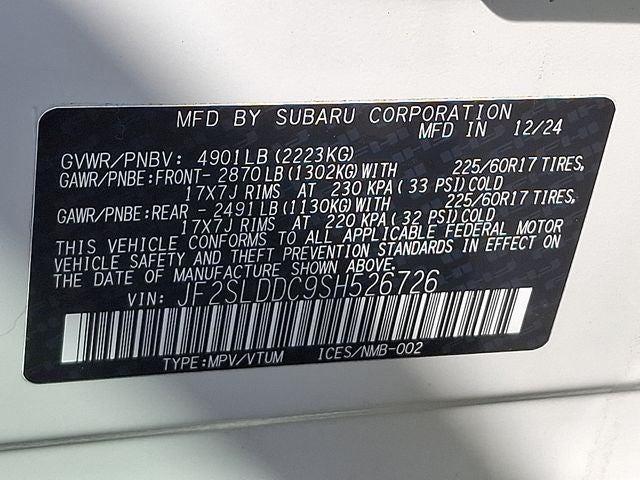 MFD BY SUBARU CORPORATION
MFD IN 12/24
GVWR/PNBV: 4901LB (2223KG)
GAWR/PNBE:FRONT- 2870LB (1302KG)WITH 225/60R17 TIRES,
17X7J RIMS AT 230 KPA( 33 PSI)COLD
GAWR/PNBE:REAR - 2491LB (1130KG)WITH 225/60R17 TIRES,
17X7J RIMS AT 220 KPA( 32 PSI)COLD
THIS VEHICLE CONFORMS TO ALL APPLICABLE FEDERAL MOTOR
VEHICLE SAFETY AND THEFT PREVENTION STANDARDS IN EFFECT ON
THE DATE OF MANUFACTURE SHOWN ABOVE.
VIN: JF2SLDDC9SH526726
TYPE:MPV/VTUM ICES/NMB-002